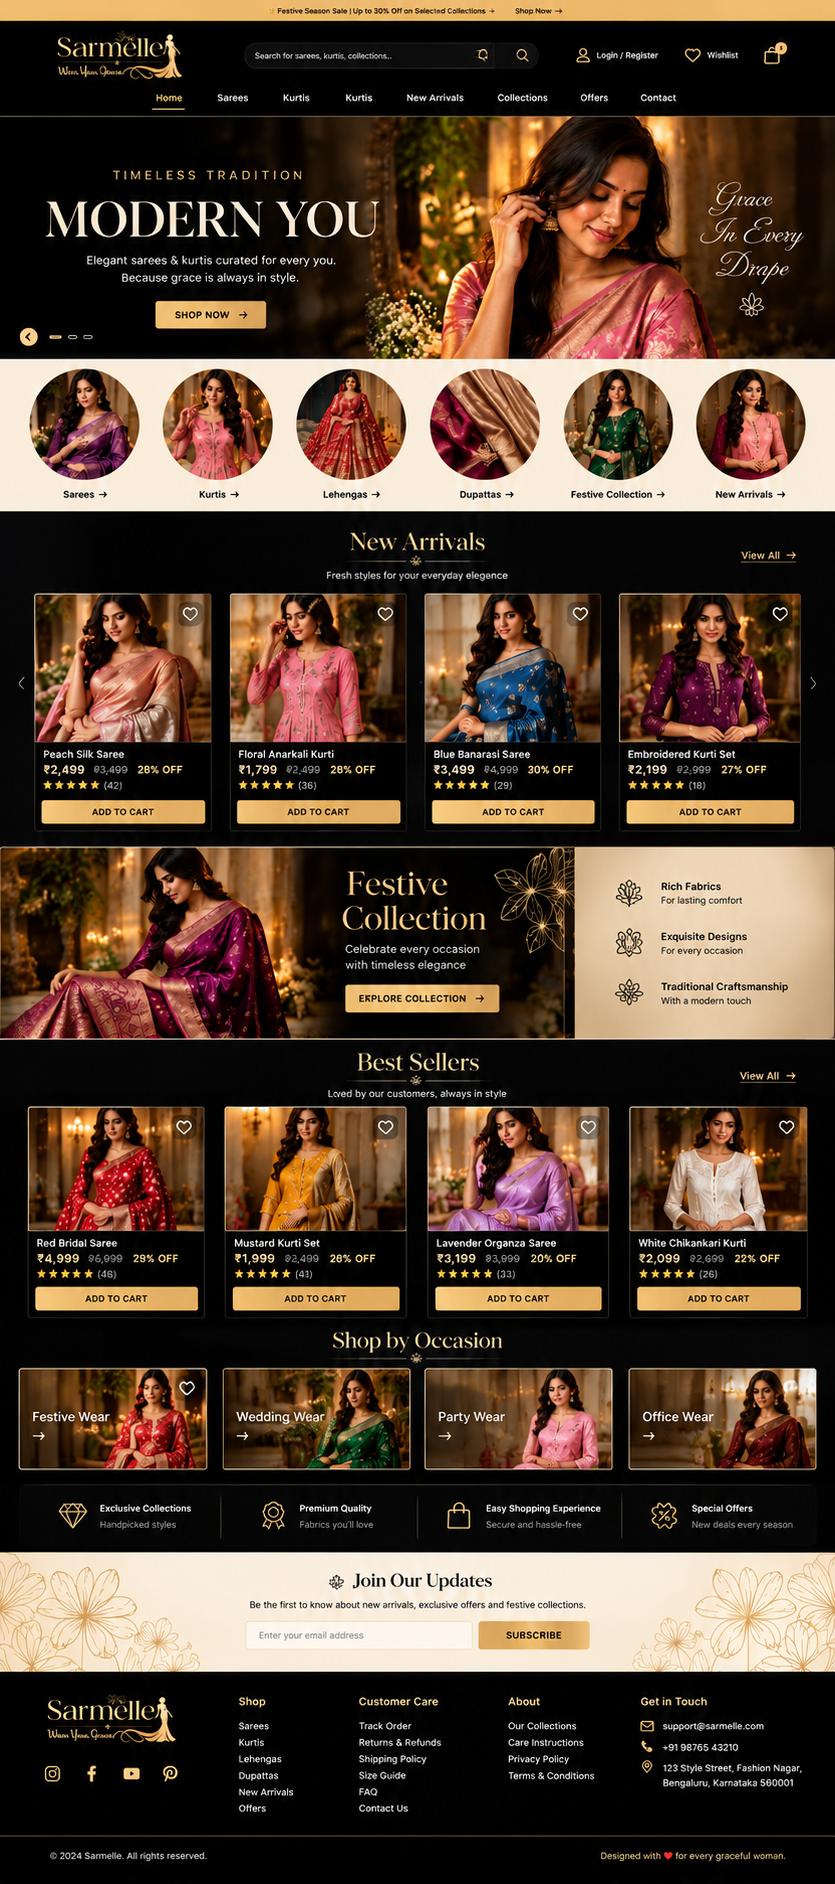 Festive Season Sale | Up to 30% Off on Selected Collections → Shop Now →
Sarmelle
Wear Your Grace
Search for sarees, kurtis, collections...
Login / Register
Wishlist
Home Sarees Kurtis Kurtis New Arrivals Collections Offers Contact
TIMELESS TRADITION
MODERN YOU
Elegant sarees & kurtis curated for every you.
Because grace is always in style.
SHOP NOW →
Grace
In Every
Drape
Sarees → Kurtis → Lehengas → Dupattas → Festive Collection → New Arrivals →
New Arrivals
View All →
Fresh styles for your everyday elegence
Peach Silk Saree
₹2,499 ₹3,499 28% OFF
(42)
ADD TO CART
Floral Anarkali Kurti
₹1,799 ₹2,499 28% OFF
(36)
ADD TO CART
Blue Banarasi Saree
₹3,499 ₹4,999 30% OFF
(29)
ADD TO CART
Embroidered Kurti Set
₹2,199 ₹2,999 27% OFF
(18)
ADD TO CART
Festive
Collection
Celebrate every occasion
with timeless elegance
EXPLORE COLLECTION →
Rich Fabrics
For lasting comfort
Exquisite Designs
For every occasion
Traditional Craftsmanship
With a modern touch
Best Sellers
View All →
Loved by our customers, always in style
Red Bridal Saree
₹4,999 ₹6,999 29% OFF
(48)
ADD TO CART
Mustard Kurti Set
₹1,999 ₹2,499 26% OFF
(41)
ADD TO CART
Lavender Organza Saree
₹3,199 ₹3,999 20% OFF
(33)
ADD TO CART
White Chikankari Kurti
₹2,099 ₹2,699 22% OFF
(26)
ADD TO CART
Shop by Occasion
Festive Wear
→
Wedding Wear
→
Party Wear
→
Office Wear
→
Exclusive Collections
Handpicked styles
Premium Quality
Fabrics you'll love
Easy Shopping Experience
Secure and hassle-free
Special Offers
New deals every season
Join Our Updates
Be the first to know about new arrivals, exclusive offers and festive collections.
Enter your email address
SUBSCRIBE
Sarmelle
Wear Your Grace
Shop
Sarees
Kurtis
Lehengas
Dupattas
New Arrivals
Offers
Customer Care
Track Order
Returns & Refunds
Shipping Policy
Size Guide
FAQ
Contact Us
About
Our Collections
Care Instructions
Privacy Policy
Terms & Conditions
Get in Touch
support@sarmelle.com
+91 98765 43210
123 Style Street, Fashion Nagar,
Bengaluru, Karnataka 560001
© 2024 Sarmelle. All rights reserved.
Designed with ❤ for every graceful woman.